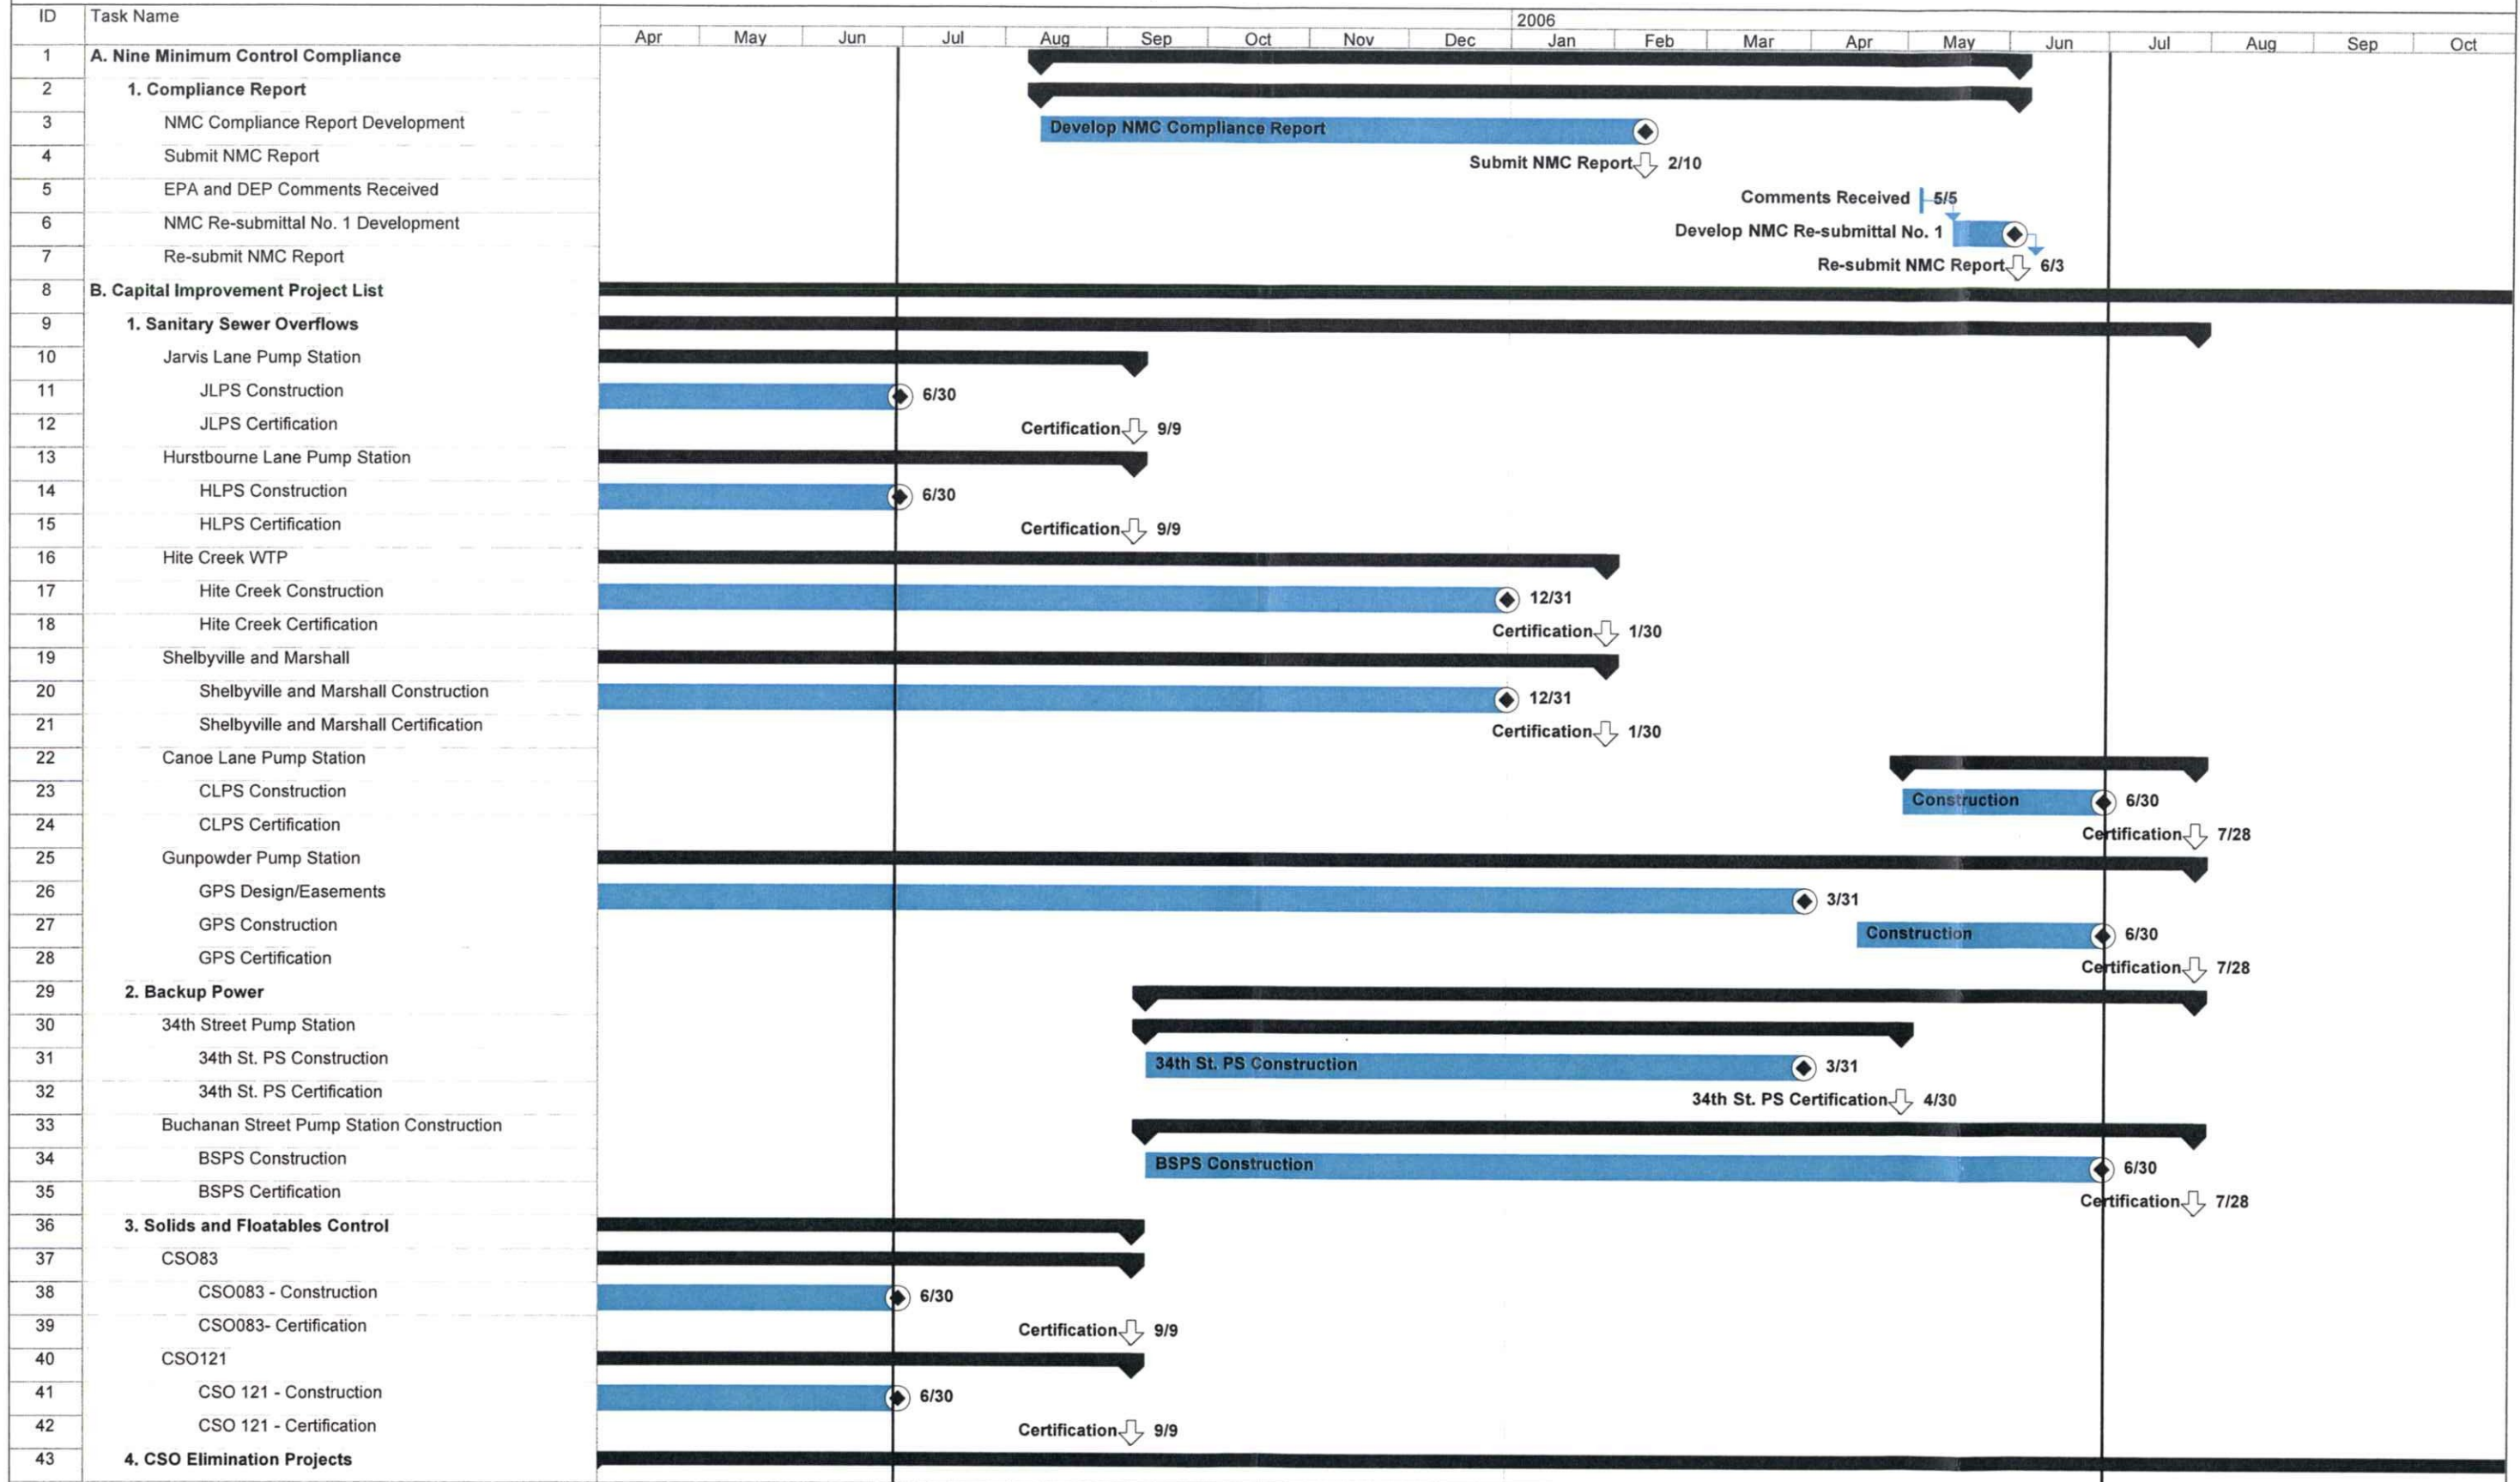 ID Task Name 2006
Apr May Jun Jul Aug Sep Oct Nov Dec Jan Feb Mar Apr May Jun Jul Aug Sep Oct
1 A. Nine Minimum Control Compliance
2 1. Compliance Report
3 NMC Compliance Report Development Develop NMC Compliance Report
4 Submit NMC Report Submit NMC Report 2/10
5 EPA and DEP Comments Received Comments Received 5/5
6 NMC Re-submittal No. 1 Development Develop NMC Re-submittal No. 1
7 Re-submit NMC Report Re-submit NMC Report 6/3
8 B. Capital Improvement Project List
9 1. Sanitary Sewer Overflows
10 Jarvis Lane Pump Station
11 JLPS Construction 6/30
12 JLPS Certification Certification 9/9
13 Hurstbourne Lane Pump Station
14 HLPS Construction 6/30
15 HLPS Certification Certification 9/9
16 Hite Creek WTP
17 Hite Creek Construction 12/31
18 Hite Creek Certification Certification 1/30
19 Shelbyville and Marshall
20 Shelbyville and Marshall Construction 12/31
21 Shelbyville and Marshall Certification Certification 1/30
22 Canoe Lane Pump Station
23 CLPS Construction Construction 6/30
24 CLPS Certification Certification 7/28
25 Gunpowder Pump Station
26 GPS Design/Easements 3/31
27 GPS Construction Construction 6/30
28 GPS Certification Certification 7/28
29 2. Backup Power
30 34th Street Pump Station
31 34th St. PS Construction 34th St. PS Construction 3/31
32 34th St. PS Certification 34th St. PS Certification 4/30
33 Buchanan Street Pump Station Construction
34 BSPS Construction BSPS Construction 6/30
35 BSPS Certification Certification 7/28
36 3. Solids and Floatables Control
37 CSO83
38 CSO083 - Construction 6/30
39 CSO083- Certification Certification 9/9
40 CSO121
41 CSO 121 - Construction 6/30
42 CSO 121 - Certification Certification 9/9
43 4. CSO Elimination Projects